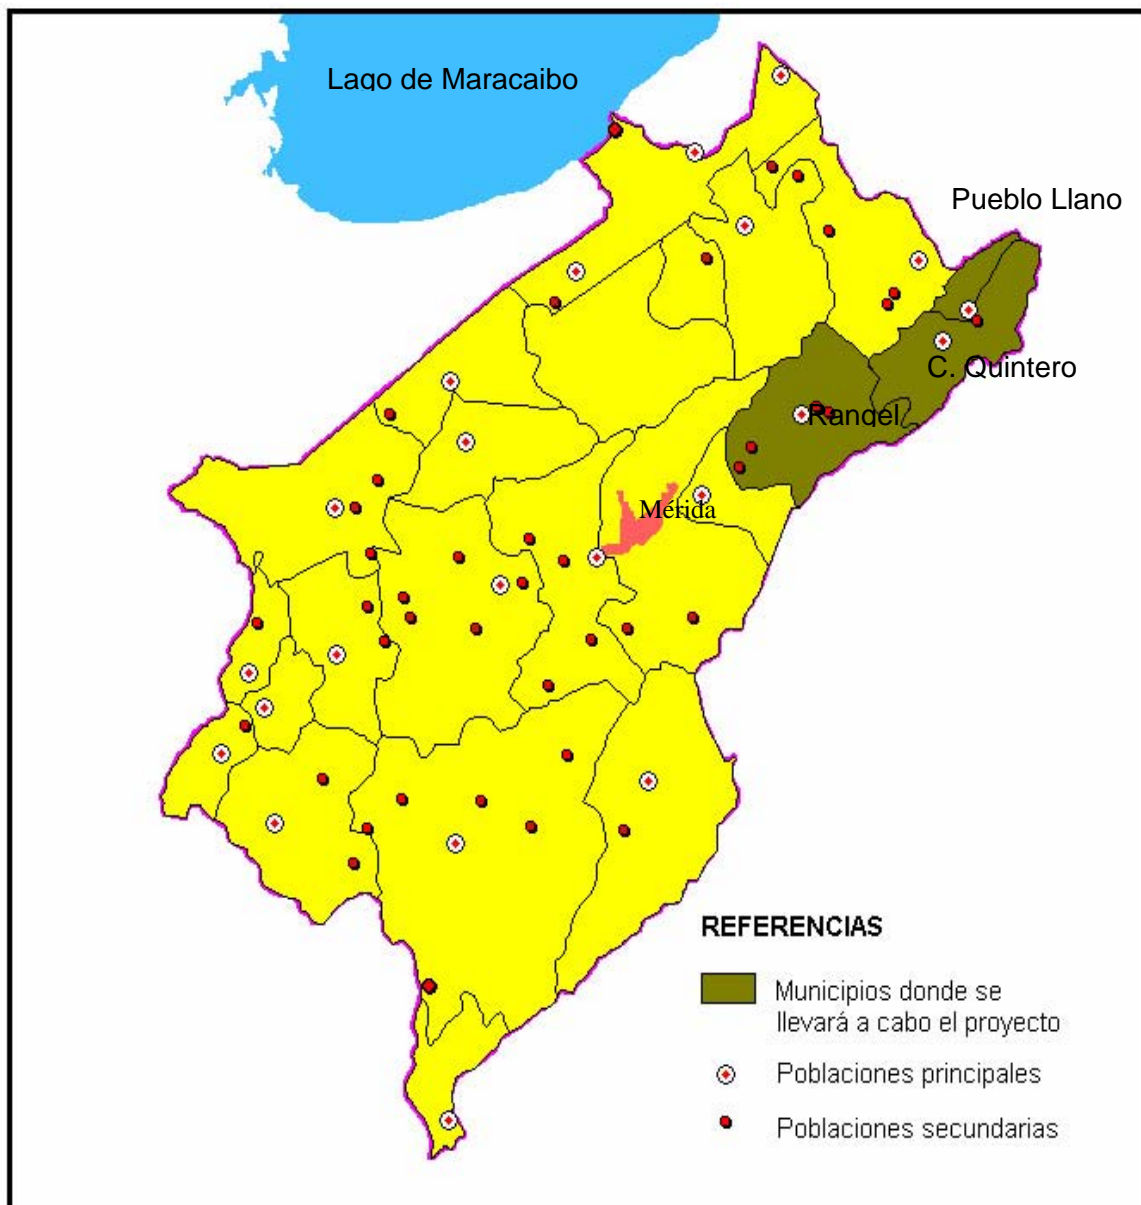 Lago de Maracaibo
Pueblo Llano
C. Quintero
Rangel
Mérida
REFERENCIAS
Municipios donde se
llevará a cabo el proyecto
Poblaciones principales
Poblaciones secundarias